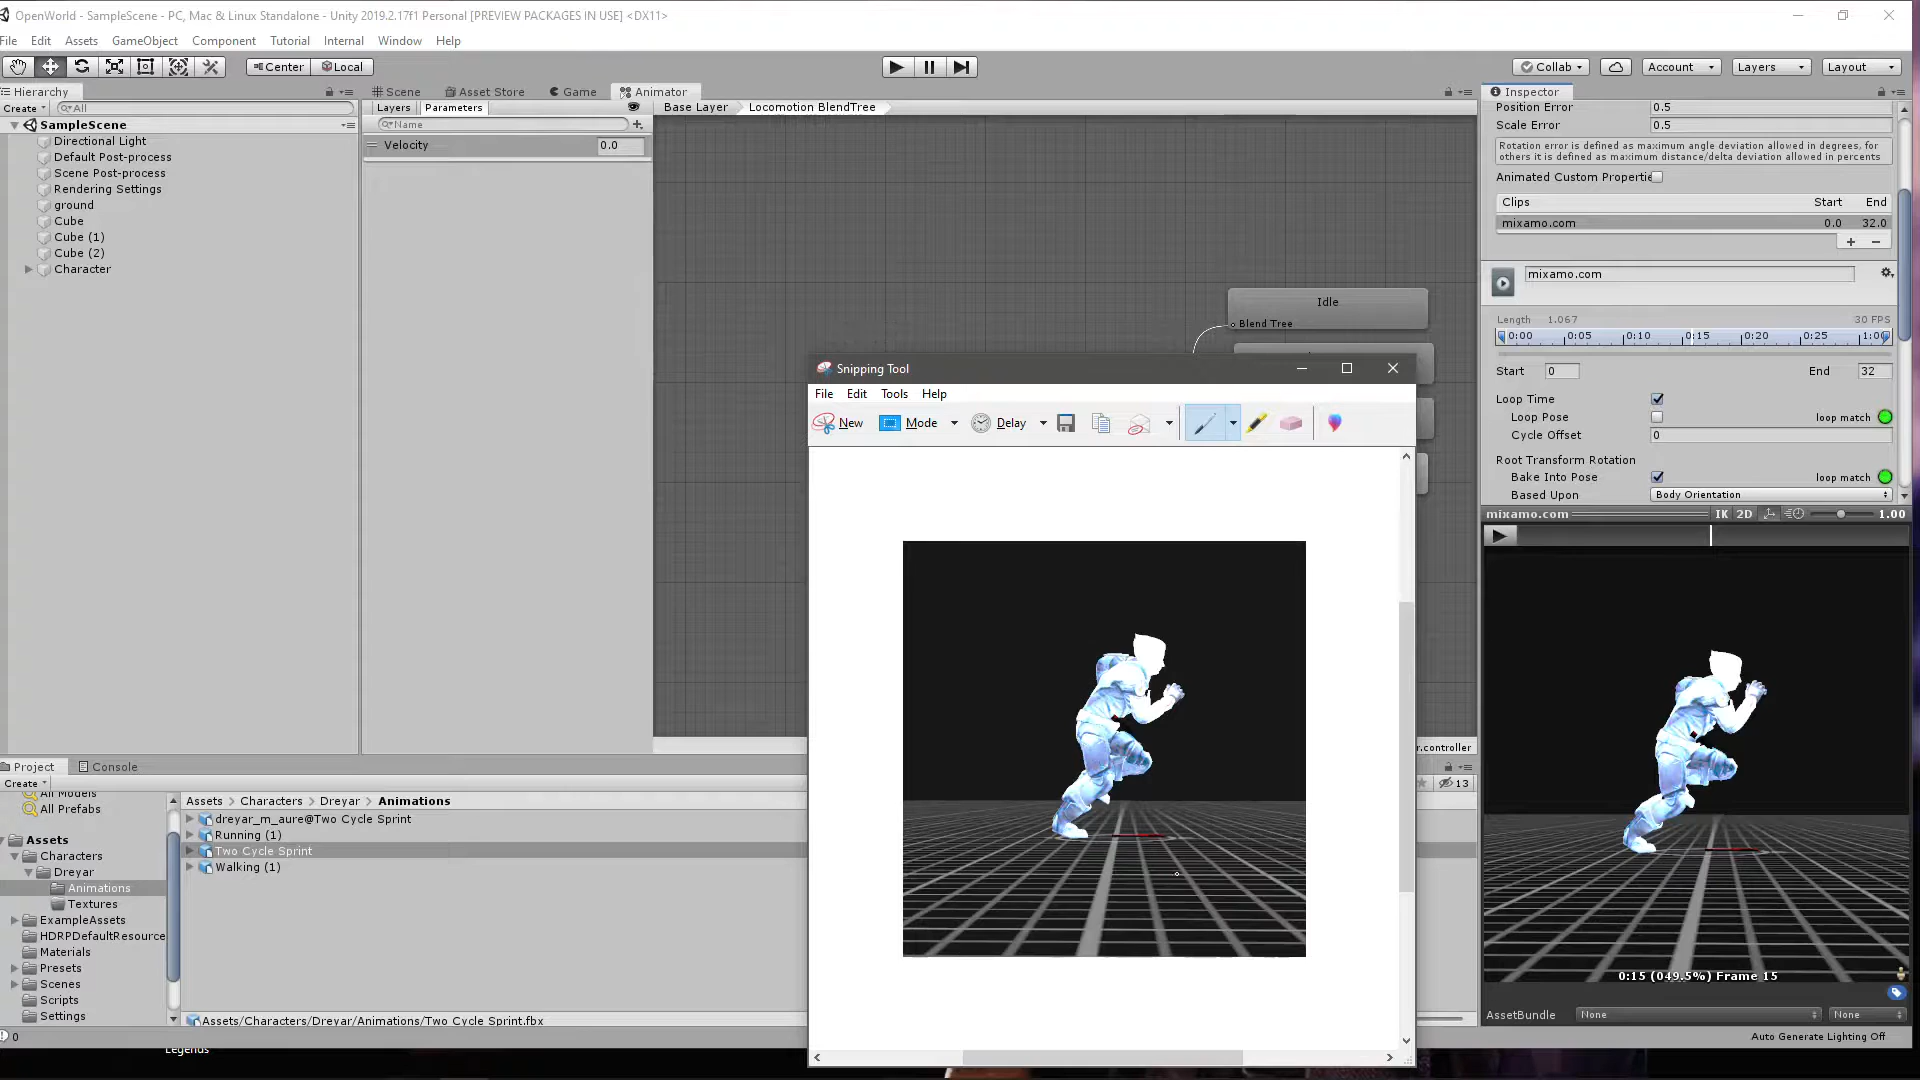 OpenWorld - SampleScene - PC, Mac & Linux Standalone - Unity 2019.2.17f1 Personal [PREVIEW PACKAGES IN USE] <DX11>
File Edit Assets GameObject Component Tutorial Internal Window Help
Center Local
Collab Account Layers Layout
Hierarchy
Create All
SampleScene
Directional Light
Default Post-process
Scene Post-process
Rendering Settings
ground
Cube
Cube (1)
Cube (2)
Character
Scene Asset Store Game Animator
Layers Parameters
Name
Velocity 0.0
Base Layer Locomotion BlendTree
Idle
Blend Tree
r.controller
Snipping Tool
File Edit Tools Help
New Mode Delay
Inspector
Position Error 0.5
Scale Error 0.5
Rotation error is defined as maximum angle deviation allowed in degrees, for
others it is defined as maximum distance/delta deviation allowed in percents
Animated Custom Propertie
Clips Start End
mixamo.com 0.0 32.0
+ −
mixamo.com
Length 1.067 30 FPS
0:00 0:05 0:10 0:15 0:20 0:25 1:00
Start 0 End 32
Loop Time
Loop Pose loop match
Cycle Offset 0
Root Transform Rotation
Bake Into Pose loop match
Based Upon Body Orientation
mixamo.com IK 2D 1.00
0:15 (049.5%) Frame 15
AssetBundle None None
Auto Generate Lighting Off
Project Console
Create
13
All Models
All Prefabs
Assets
Characters
Dreyar
Animations
Textures
ExampleAssets
HDRPDefaultResource
Materials
Presets
Scenes
Scripts
Settings
Assets > Characters > Dreyar > Animations
dreyar_m_aure@Two Cycle Sprint
Running (1)
Two Cycle Sprint
Walking (1)
Assets/Characters/Dreyar/Animations/Two Cycle Sprint.fbx
0
Legends